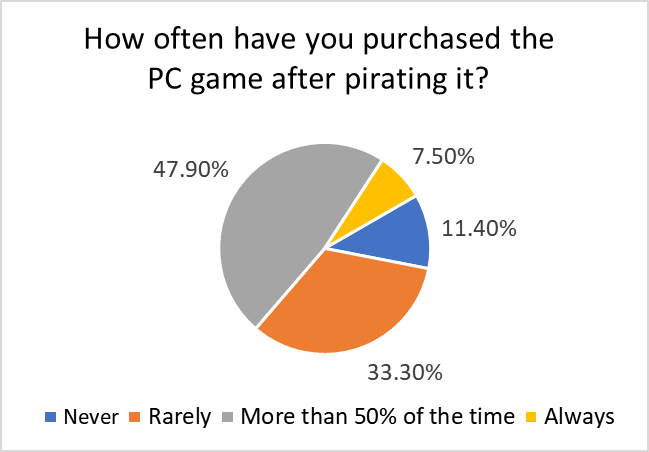 How often have you purchased the
PC game after pirating it?
7.50%
47.90%
11.40%
33.30%
Never Rarely More than 50% of the time Always